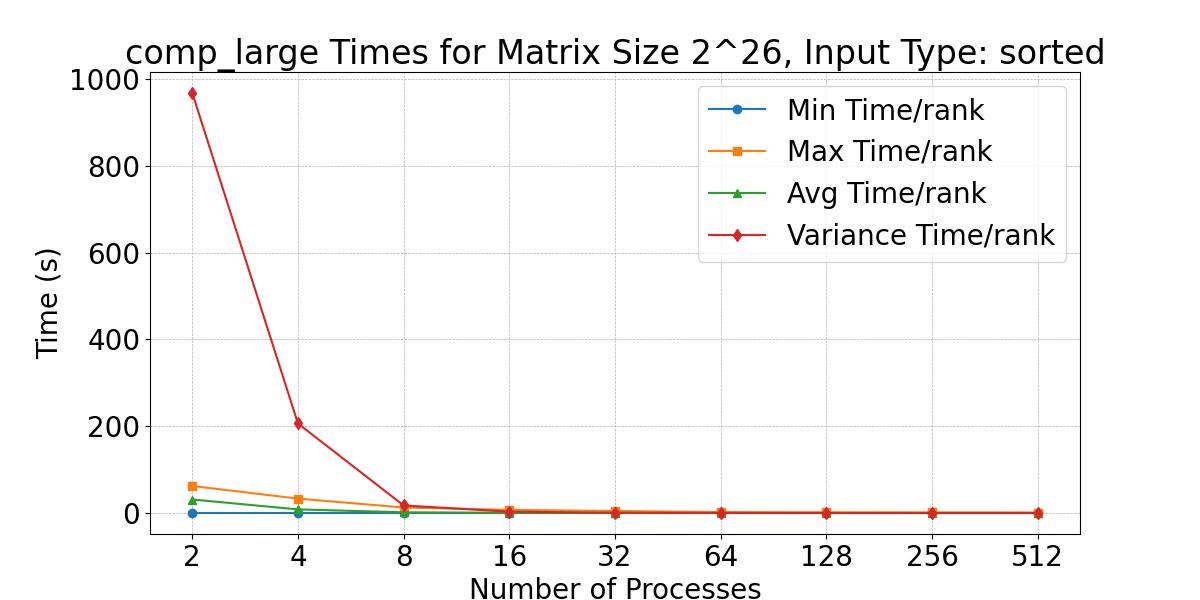 comp_large Times for Matrix Size 2^26, Input Type: sorted
1000
800
600
400
200
0
Time (s)
Min Time/rank
Max Time/rank
Avg Time/rank
Variance Time/rank
2 4 8 16 32 64 128 256 512
Number of Processes